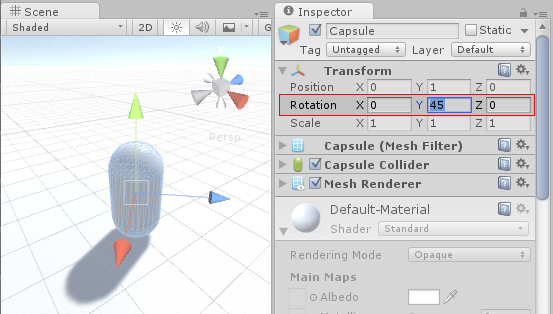 Scene
Shaded
2D
Persp
Inspector
Capsule
Static
Tag
Untagged
Layer
Default
Transform
Position X 0 Y 1 Z 0
Rotation X 0 Y 45 Z 0
Scale X 1 Y 1 Z 1
Capsule (Mesh Filter)
Capsule Collider
Mesh Renderer
Default-Material
Shader
Standard
Rendering Mode
Opaque
Main Maps
Albedo